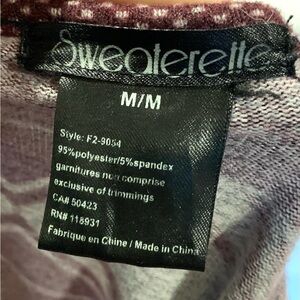 Sweaterette
M/M
Style: F2-9054
95%polyester/5%spandex
garnitures non comprise
exclusive of trimmings
CA# 50423
RN# 118931
Fabrique en Chine / Made in China